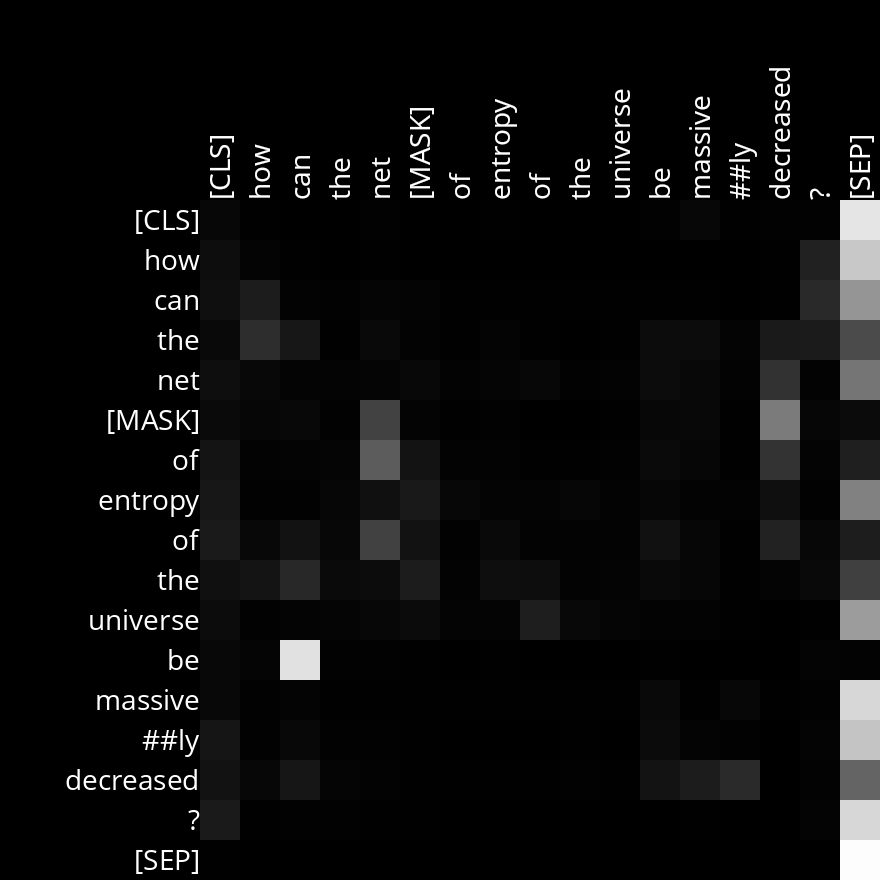 [CLS] how can the net [MASK] of entropy of the universe be massive ##ly decreased ? [SEP]
[CLS]
how
can
the
net
[MASK]
of
entropy
of
the
universe
be
massive
##ly
decreased
?
[SEP]